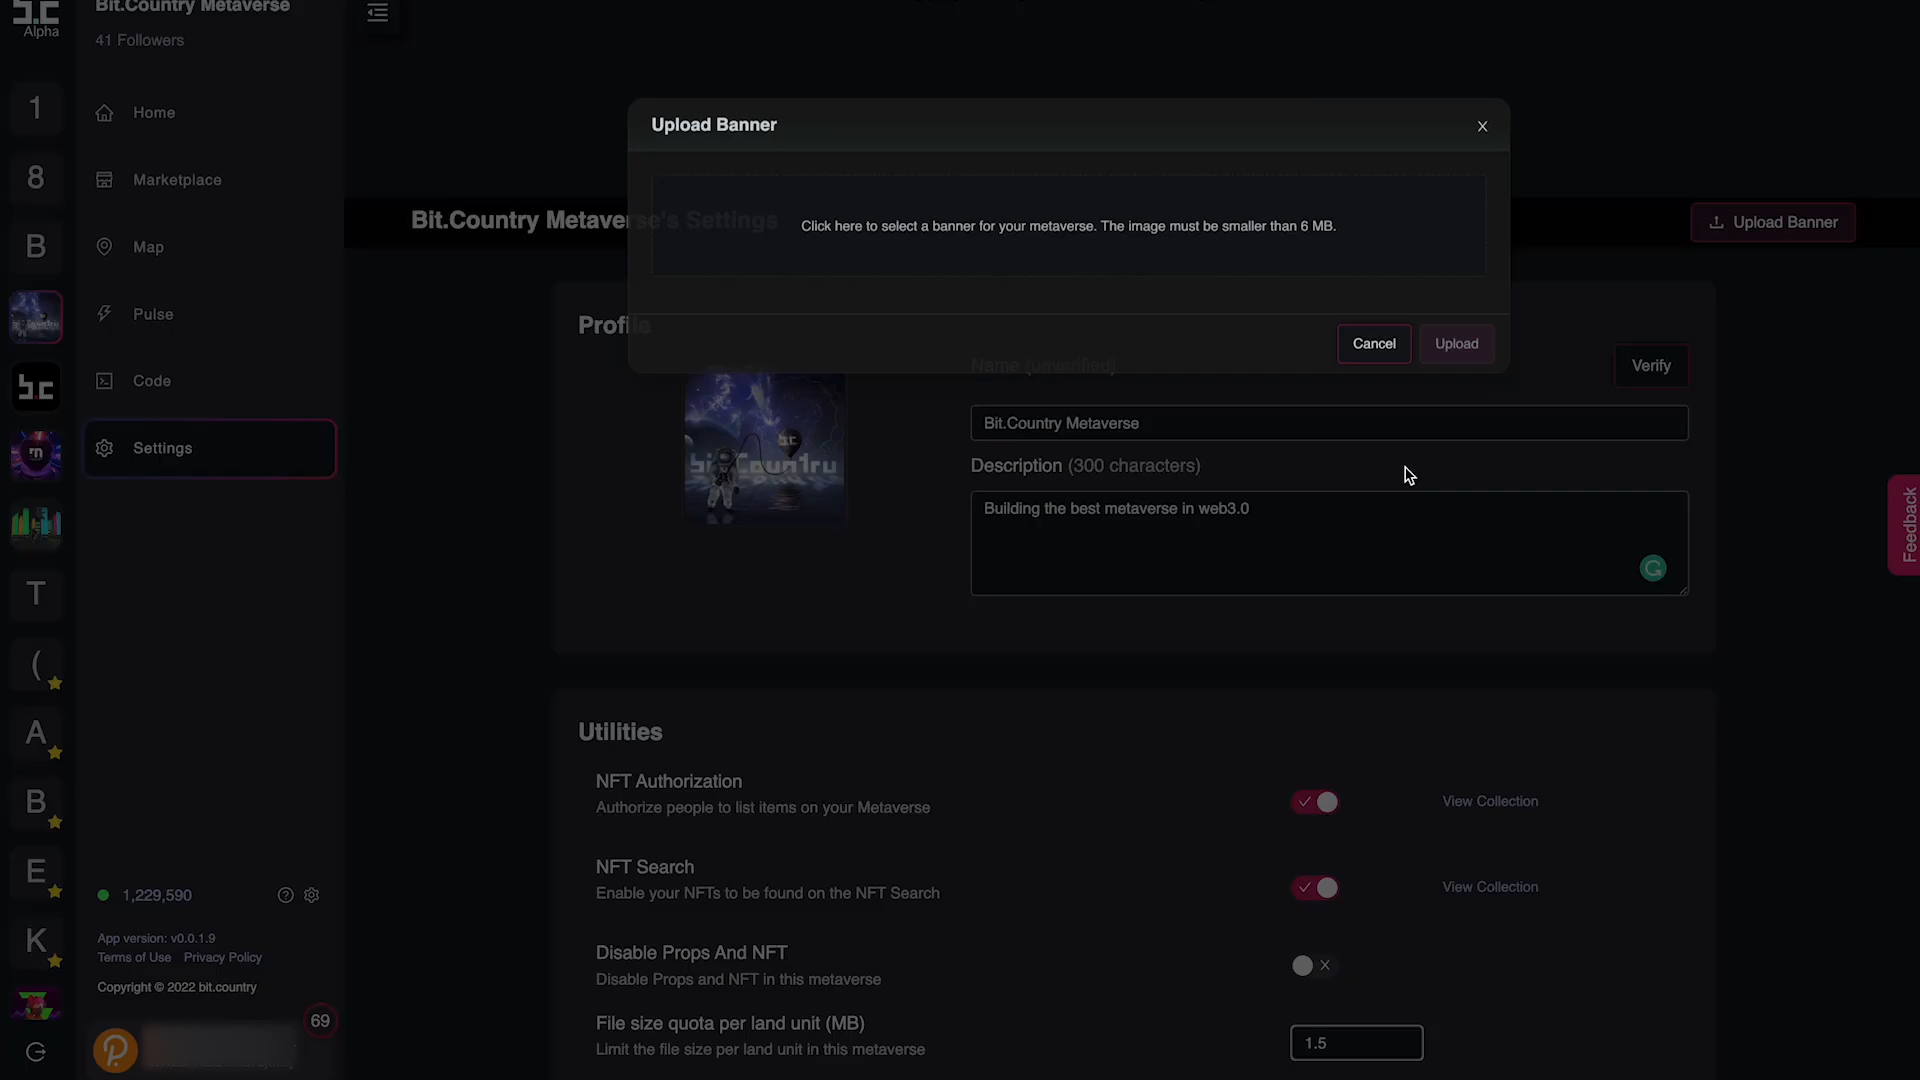 Bit.Country Metaverse
Alpha
41 Followers
1
8
B
T
(
A
B
E
K
Home
Marketplace
Map
Pulse
Code
Settings
1,229,590
App version: v0.0.1.9
Terms of Use Privacy Policy
Copyright © 2022 bit.country
69
Upload Banner
X
Click here to select a banner for your metaverse. The image must be smaller than 6 MB.
Cancel
Upload
Bit.Country Metaverse's Settings
Upload Banner
Profile
Name (unverified)
Verify
Bit.Country Metaverse
Description (300 characters)
Building the best metaverse in web3.0
Feedback
Utilities
NFT Authorization
Authorize people to list items on your Metaverse
View Collection
NFT Search
Enable your NFTs to be found on the NFT Search
View Collection
Disable Props And NFT
Disable Props and NFT in this metaverse
File size quota per land unit (MB)
Limit the file size per land unit in this metaverse
1.5